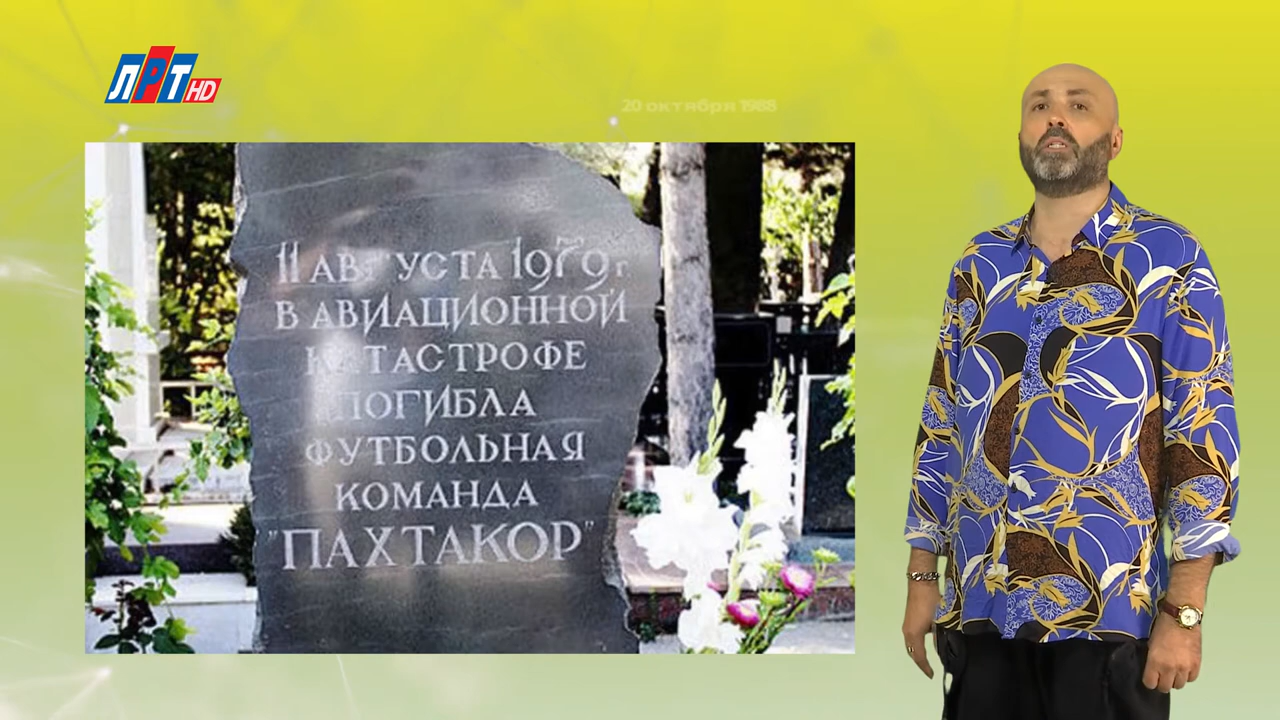 ЛРТ HD
20 октября 1988
11 АВГУСТА 1979 г.
В АВИАЦИОННОЙ
КАТАСТРОФЕ
ПОГИБЛА
ФУТБОЛЬНАЯ
КОМАНДА
"ПАХТАКОР"